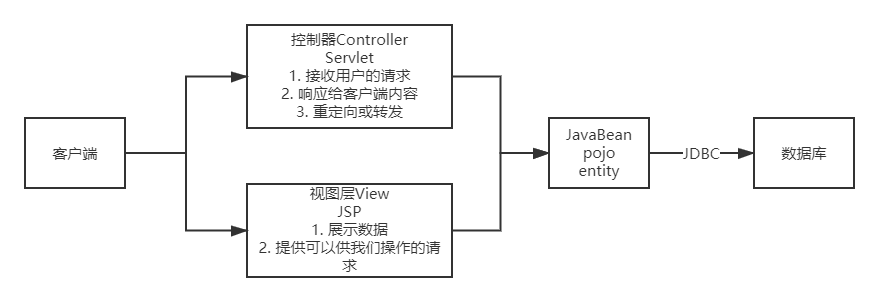 控制器Controller
Servlet
1. 接收用户的请求
2. 响应给客户端内容
3. 重定向或转发
客户端
JavaBean
pojo
entity
JDBC
数据库
视图层View
JSP
1. 展示数据
2. 提供可以供我们操作的请
求